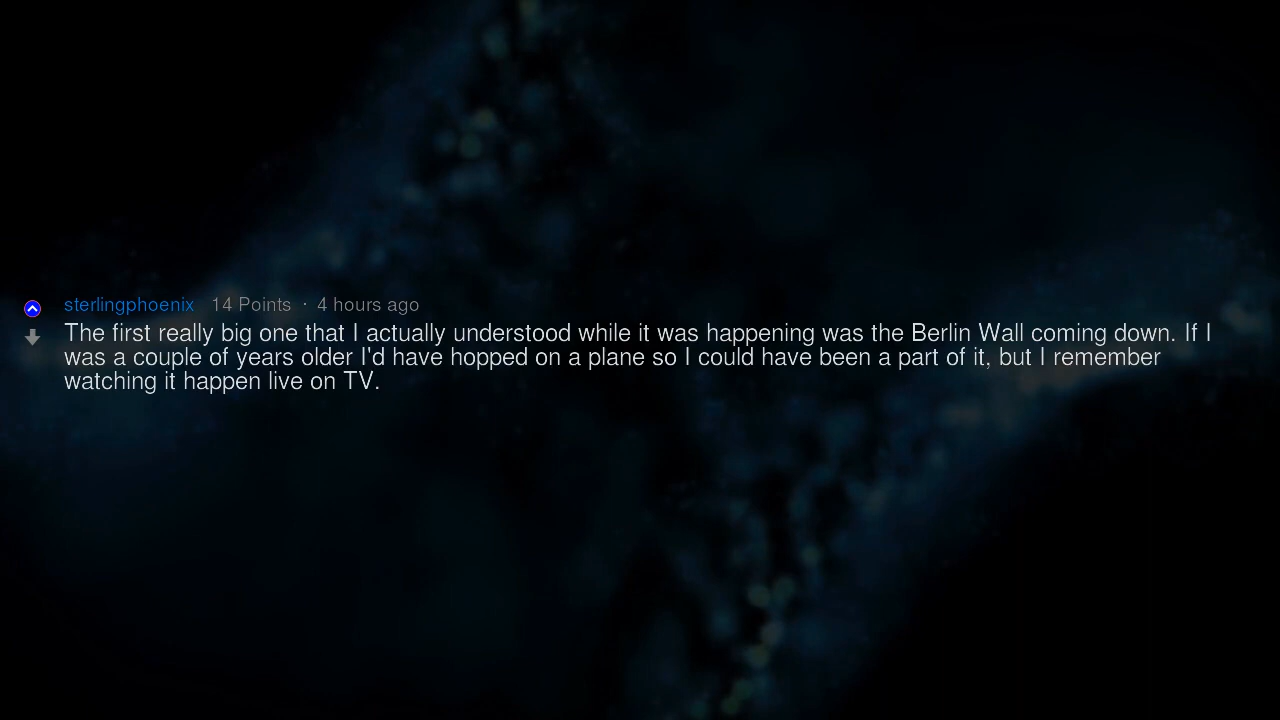 sterlingphoenix 14 Points · 4 hours ago
The first really big one that I actually understood while it was happening was the Berlin Wall coming down. If I
was a couple of years older I'd have hopped on a plane so I could have been a part of it, but I remember
watching it happen live on TV.